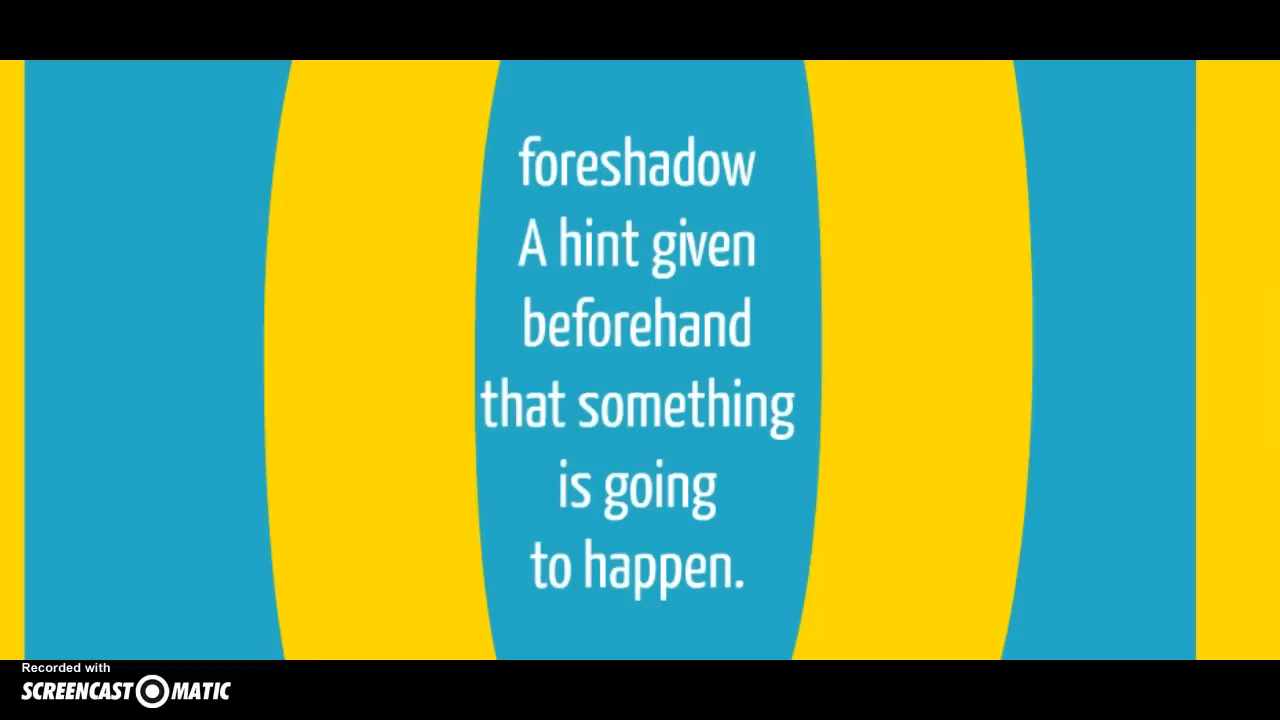 foreshadow
A hint given
beforehand
that something
is going
to happen.
Recorded with
SCREENCAST MATIC